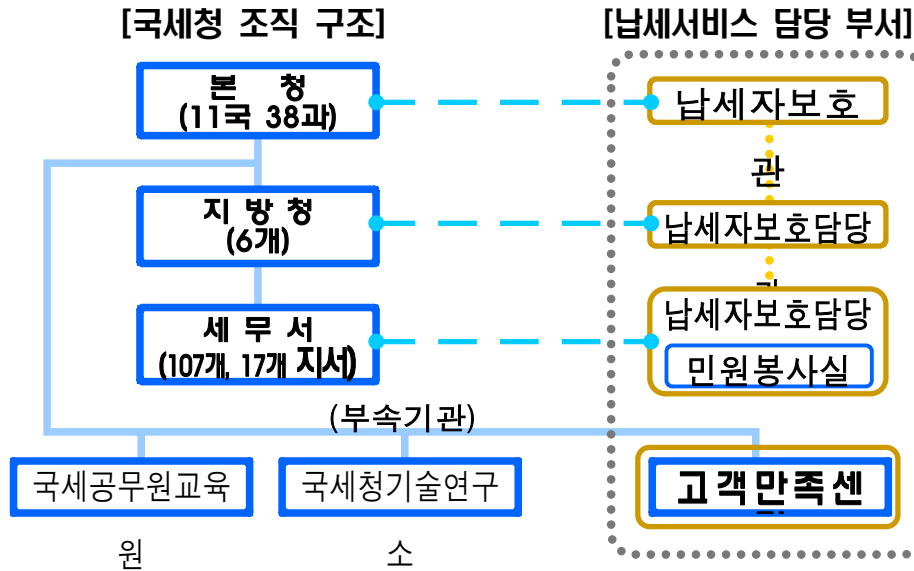 [국세청 조직 구조]
[납세서비스 담당 부서]
본 청
(11국 38과)
납세자보호
관
지 방 청
(6개)
납세자보호담당
세 무 서
(107개, 17개 지서)
납세자보호담당
민원봉사실
(부속기관)
국세공무원교육
원
국세청기술연구
소
고객만족센